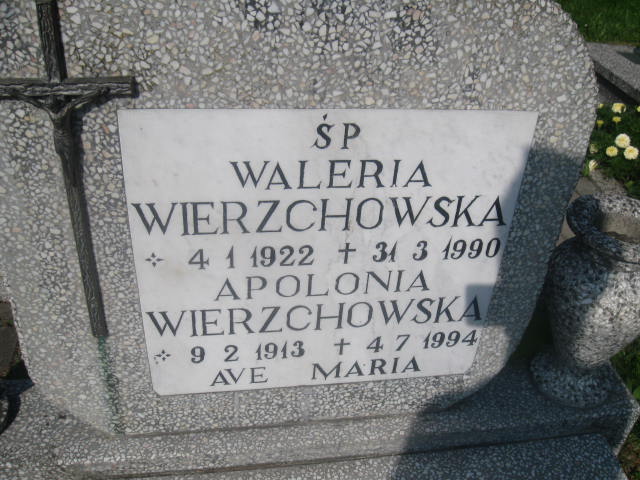 ŚP
WALERIA
WIERZCHOWSKA
* 4 1 1922 + 31 3 1990
APOLONIA
WIERZCHOWSKA
* 9 2 1913 + 4 7 1994
AVE MARIA